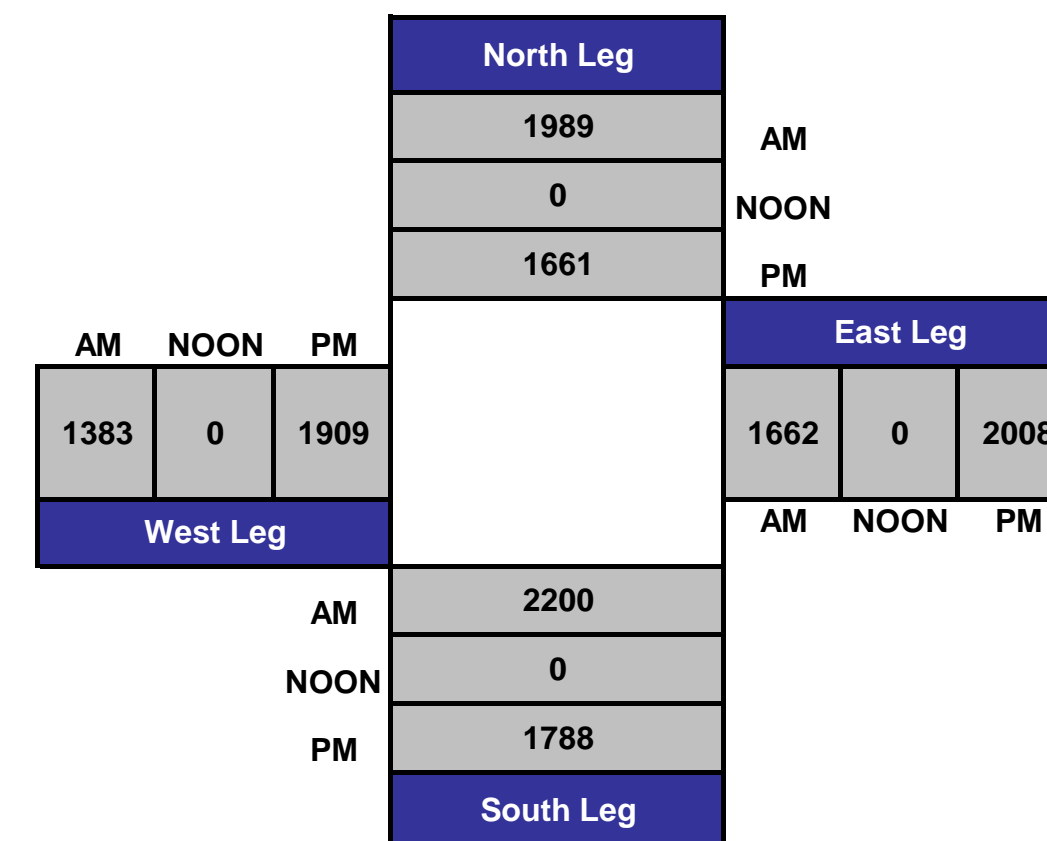 North Leg
1989 AM
0 NOON
1661 PM
East Leg
AM NOON PM
1383 0 1909
1662 0 2008
West Leg
AM NOON PM
AM 2200
NOON 0
PM 1788
South Leg